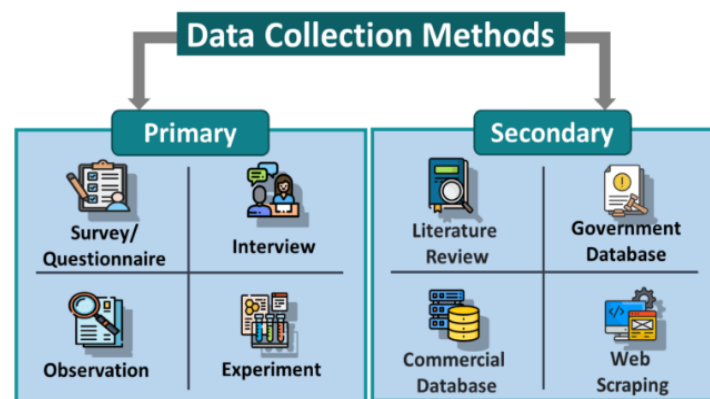 Data Collection Methods
Primary
Secondary
Survey/
Questionnaire
Interview
Observation
Experiment
Literature
Review
Government
Database
Commercial
Database
Web
Scraping